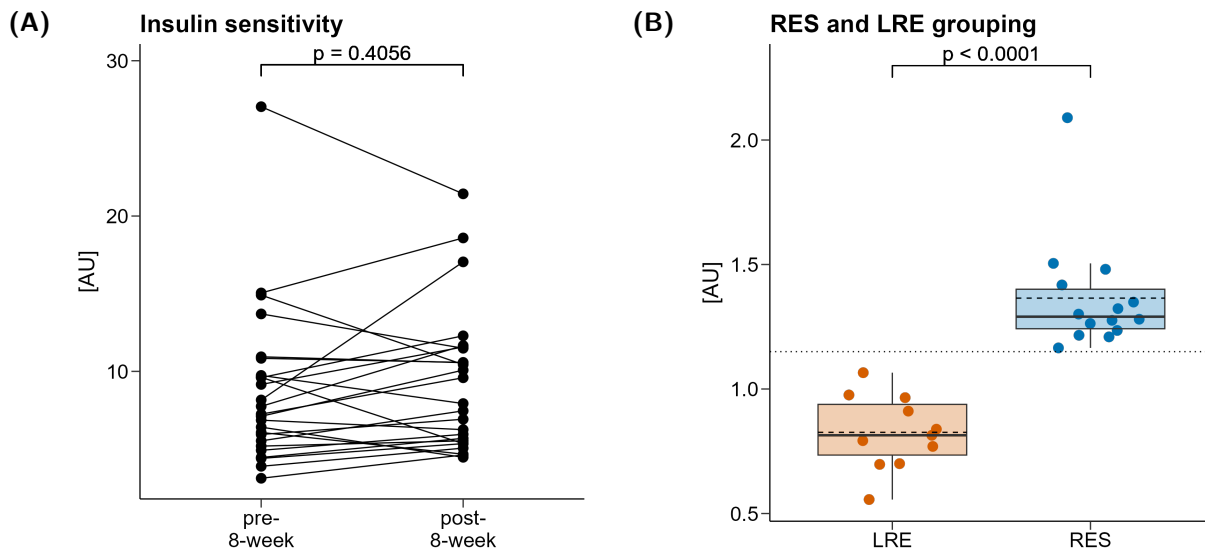 (A)
Insulin sensitivity
p = 0.4056
30
20
10
[AU]
pre-
8-week
post-
8-week
(B)
RES and LRE grouping
p < 0.0001
2.0
1.5
1.0
0.5
[AU]
LRE
RES